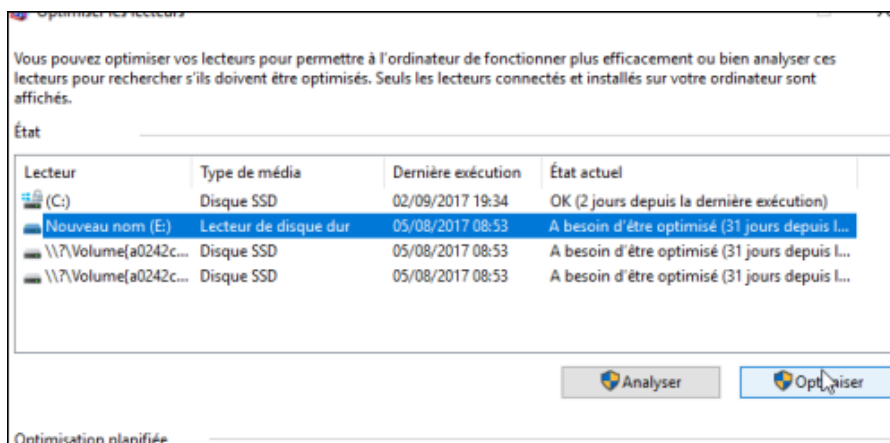 Optimiser les lecteurs
Vous pouvez optimiser vos lecteurs pour permettre à l'ordinateur de fonctionner plus efficacement ou bien analyser ces
lecteurs pour rechercher s'ils doivent être optimisés. Seuls les lecteurs connectés et installés sur votre ordinateur sont
affichés.
État
Lecteur Type de média Dernière exécution État actuel
(C:) Disque SSD 02/09/2017 19:34 OK (2 jours depuis la dernière exécution)
Nouveau nom (E:) Lecteur de disque dur 05/08/2017 08:53 A besoin d'être optimisé (31 jours depuis l...
\\?\Volume{a0242c... Disque SSD 05/08/2017 08:53 A besoin d'être optimisé (31 jours depuis l...
\\?\Volume{a0242c... Disque SSD 05/08/2017 08:53 A besoin d'être optimisé (31 jours depuis l...
Analyser Optimiser
Optimisation planifiée